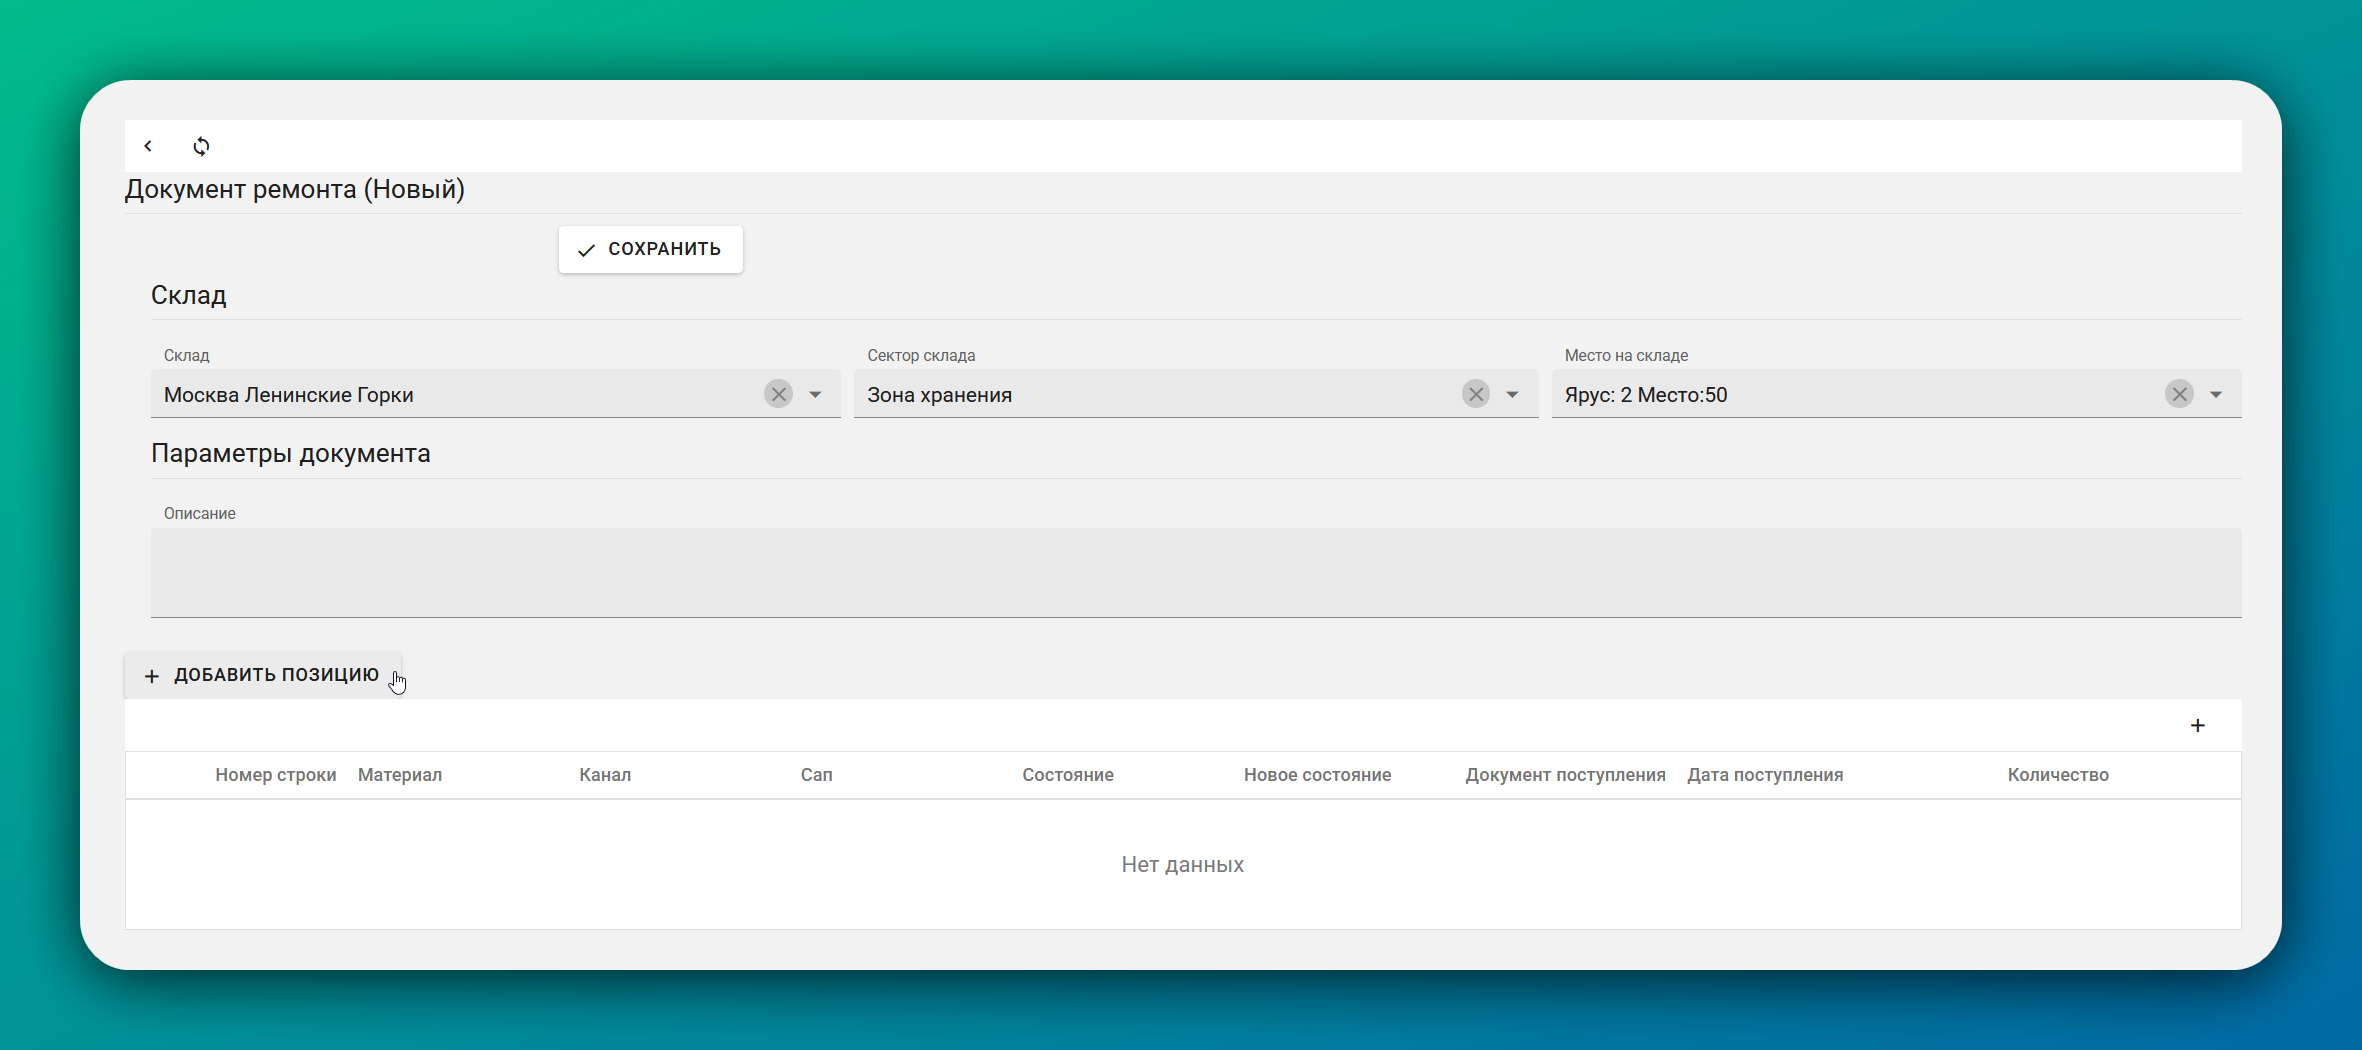 Документ ремонта (Новый)
СОХРАНИТЬ
Склад
Склад Сектор склада Место на складе
Москва Ленинские Горки Зона хранения Ярус: 2 Место:50
Параметры документа
Описание
+ ДОБАВИТЬ ПОЗИЦИЮ
+
Номер строки Материал Канал Сап Состояние Новое состояние Документ поступления Дата поступления Количество
Нет данных